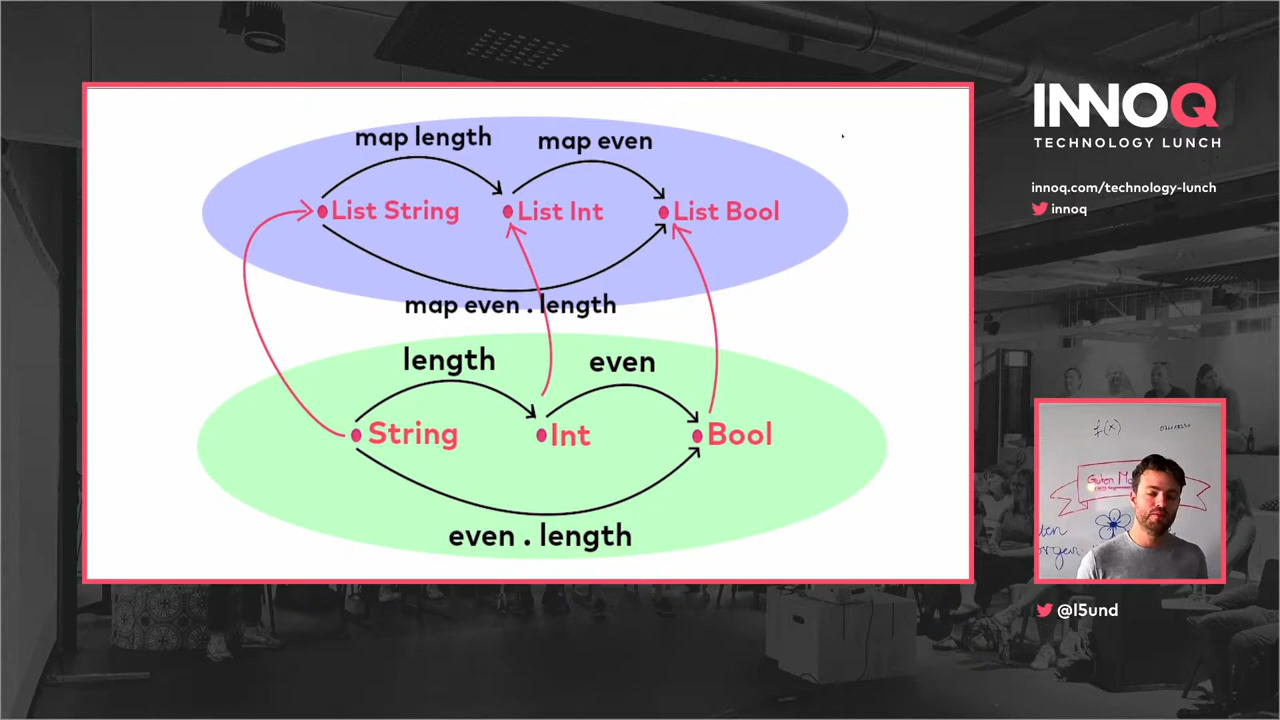 map length
map even
List String
List Int
List Bool
map even . length
length
even
String
Int
Bool
even . length
INNOQ
TECHNOLOGY LUNCH
innoq.com/technology-lunch
innoq
f(x)
Guten
@l5und